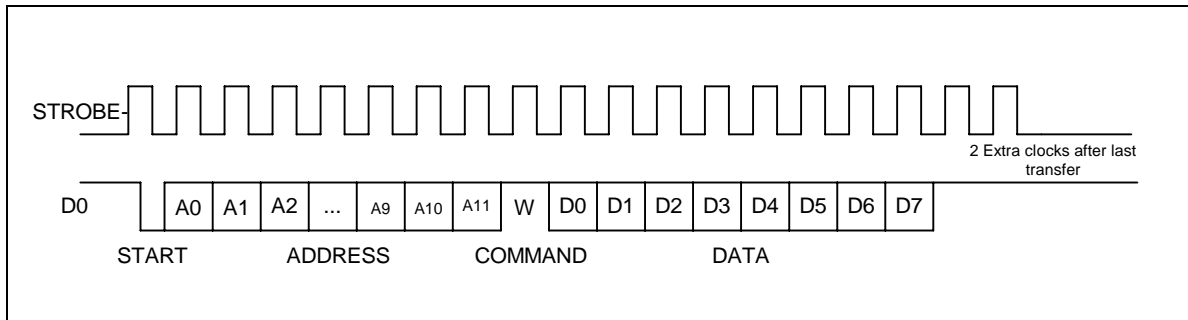 STROBE-
2 Extra clocks after last
transfer
D0 A0 A1 A2 ... A9 A10 A11 W D0 D1 D2 D3 D4 D5 D6 D7
START ADDRESS COMMAND DATA